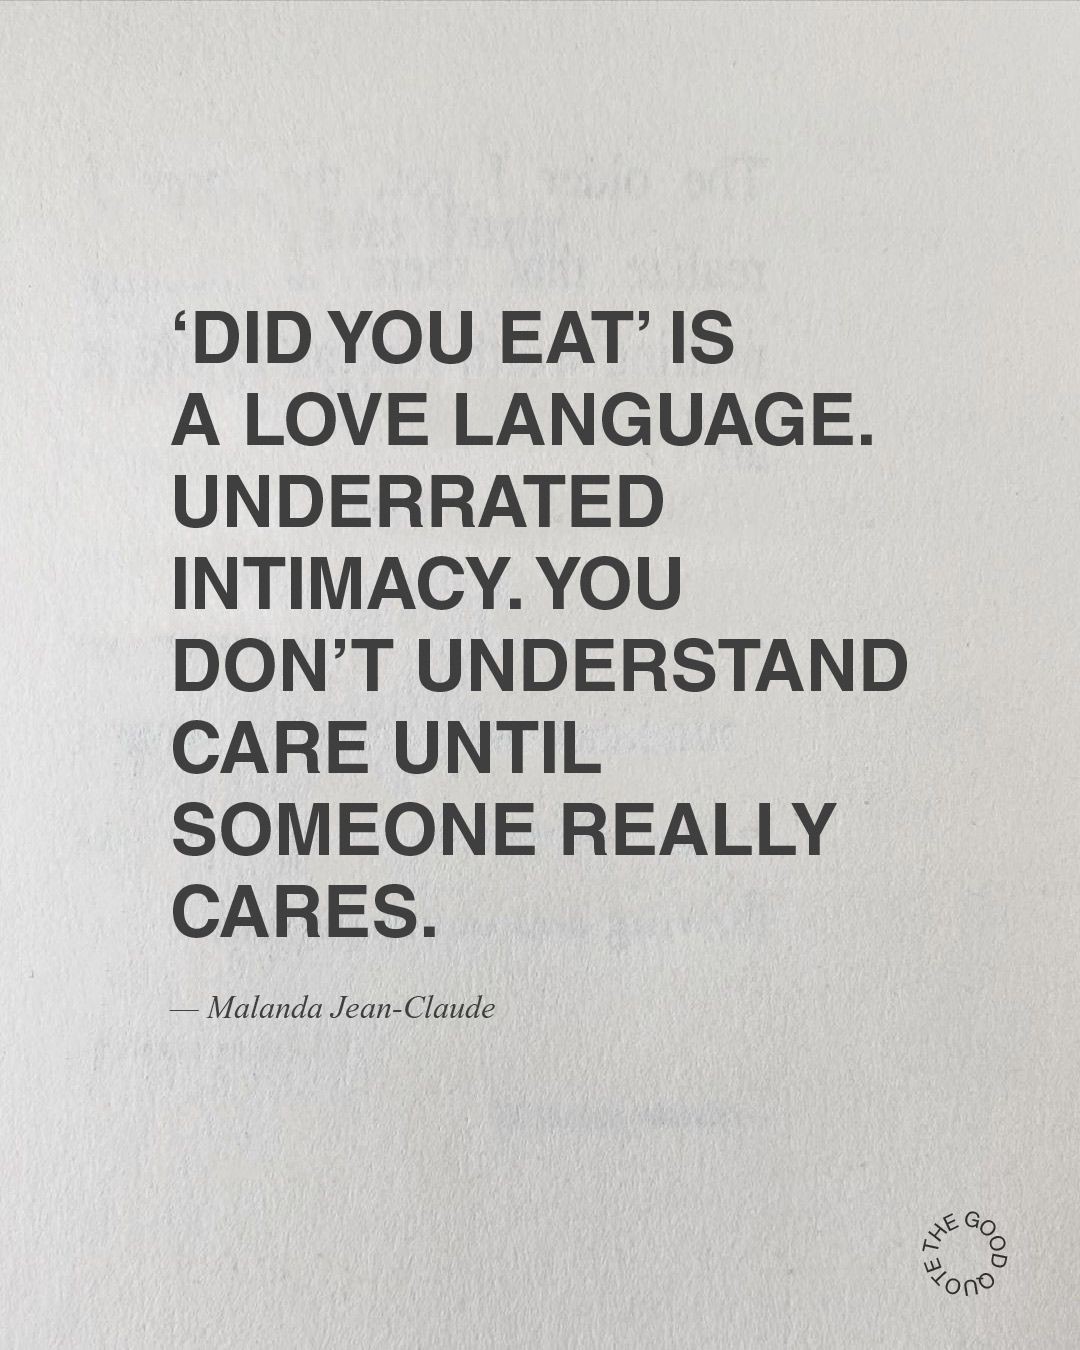 ‘DID YOU EAT’ IS
A LOVE LANGUAGE.
UNDERRATED
INTIMACY. YOU
DON’T UNDERSTAND
CARE UNTIL
SOMEONE REALLY
CARES.
— Malanda Jean-Claude
THE GOOD QUOTE